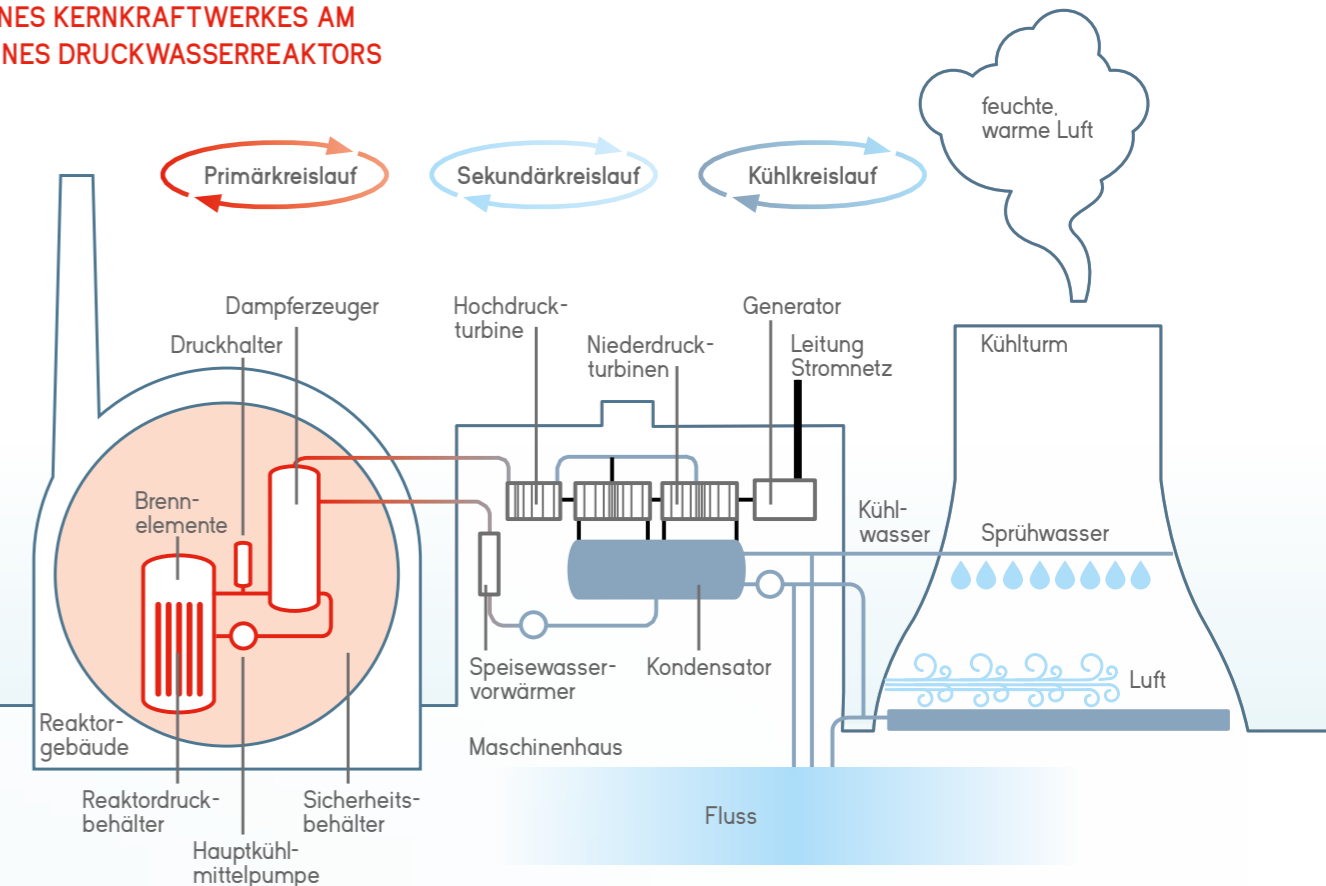 NES KERNKRAFTWERKES AM
NES DRUCKWASSERREAKTORS
feuchte,
warme Luft
Primärkreislauf
Sekundärkreislauf
Kühlkreislauf
Dampferzeuger
Druckhalter
Hochdruck-
turbine
Niederdruck-
turbinen
Generator
Leitung
Stromnetz
Kühlturm
Brenn-
elemente
Kühl-
wasser
Sprühwasser
Speisewasser-
vorwärmer
Kondensator
Luft
Reaktor-
gebäude
Maschinenhaus
Reaktordruck-
behälter
Sicherheits-
behälter
Hauptkühl-
mittelpumpe
Fluss